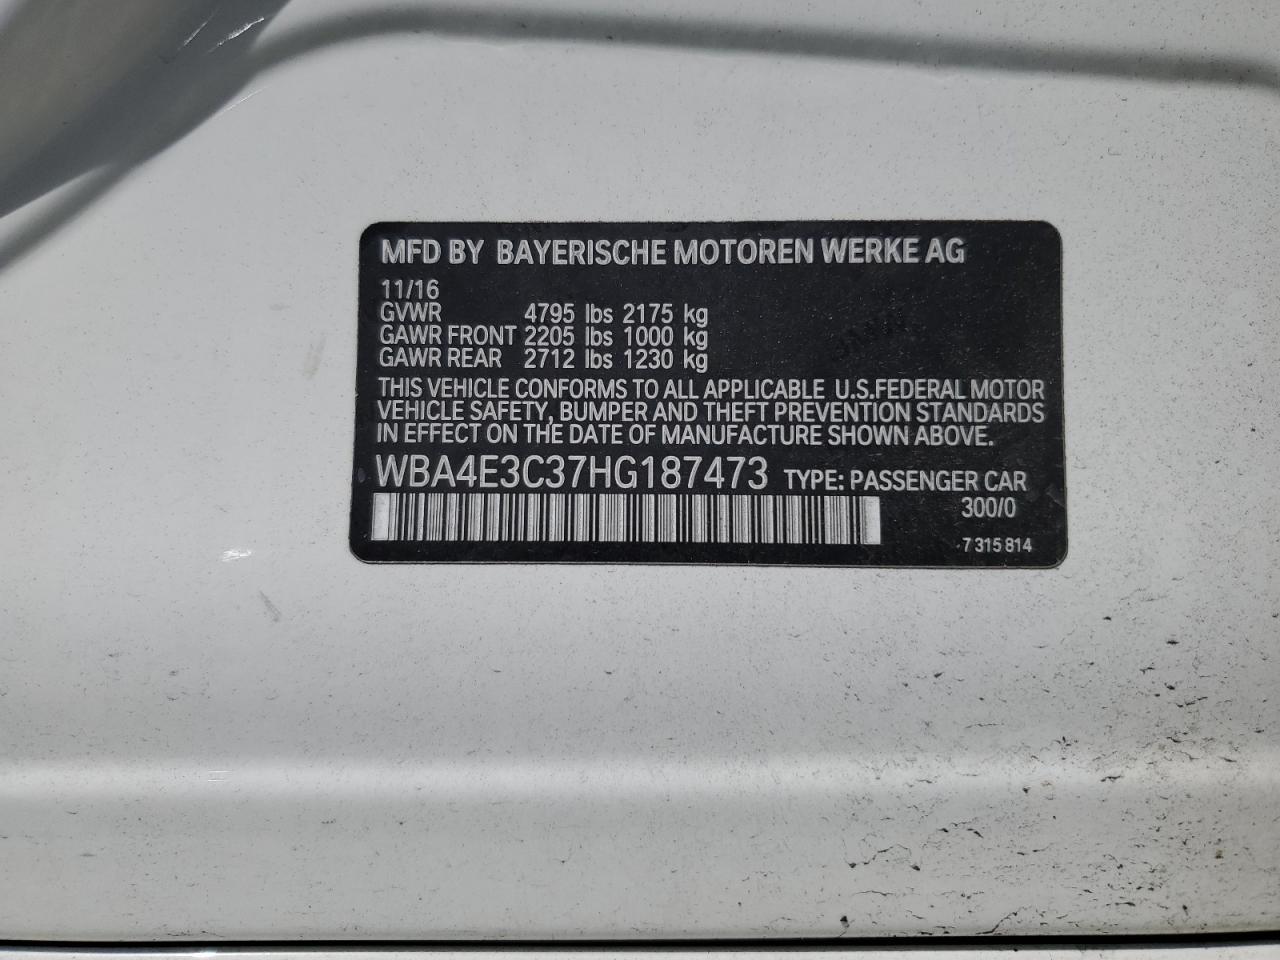 MFD BY BAYERISCHE MOTOREN WERKE AG
11/16
GVWR 4795 lbs 2175 kg
GAWR FRONT 2205 lbs 1000 kg
GAWR REAR 2712 lbs 1230 kg
THIS VEHICLE CONFORMS TO ALL APPLICABLE U.S.FEDERAL MOTOR
VEHICLE SAFETY, BUMPER AND THEFT PREVENTION STANDARDS
IN EFFECT ON THE DATE OF MANUFACTURE SHOWN ABOVE.
WBA4E3C37HG187473 TYPE: PASSENGER CAR
300/0
7 315 814